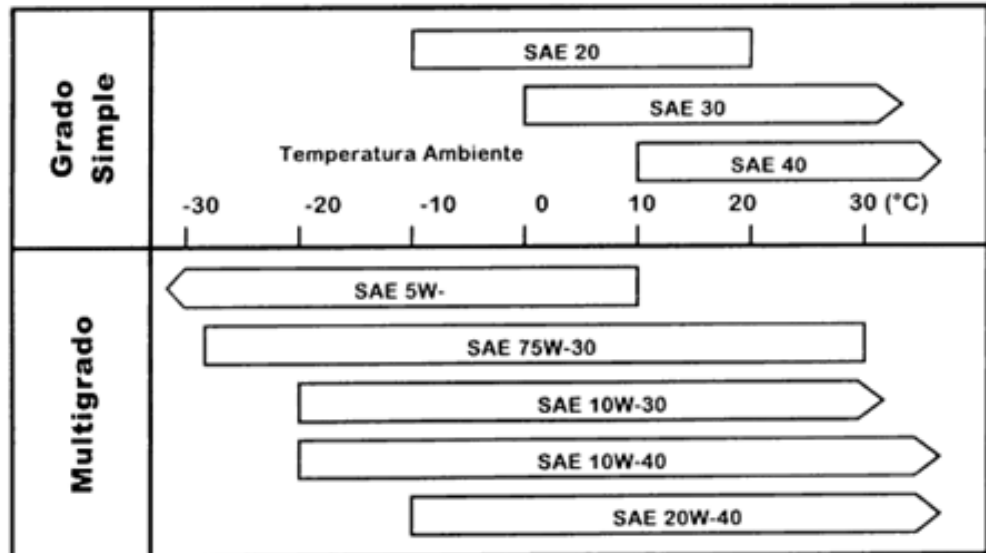 Grado
Simple
SAE 20
SAE 30
Temperatura Ambiente
SAE 40
-30 -20 -10 0 10 20 30 (°C)
Multigrado
SAE 5W-
SAE 75W-30
SAE 10W-30
SAE 10W-40
SAE 20W-40